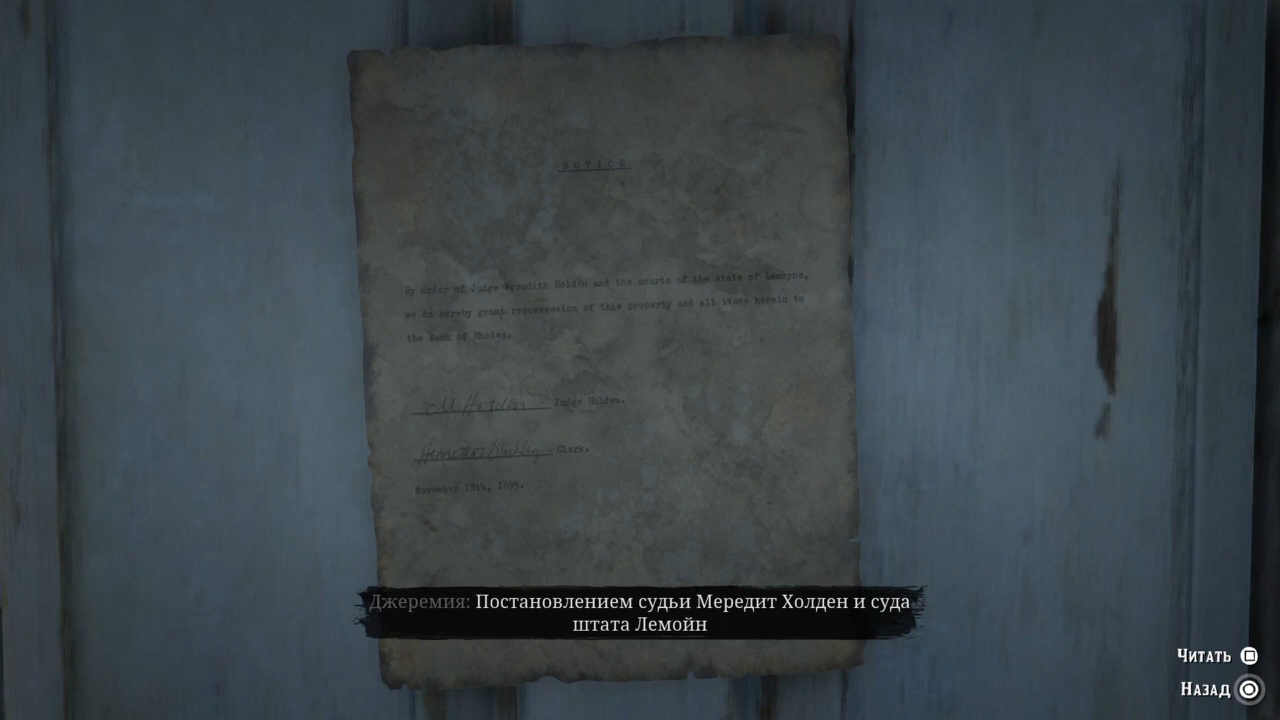 NOTICE
By order of Judge Meredith Holden and the courts of the state of Lemoyne,
we do hereby grant repossession of this property and all items herein to
the Bank of Rhodes.
M Holden Judge Holden.
Henrietta Clerk.
November 18th, 1895.
Джеремия: Постановлением судьи Мередит Холден и суда
штата Лемойн
Читать
Назад